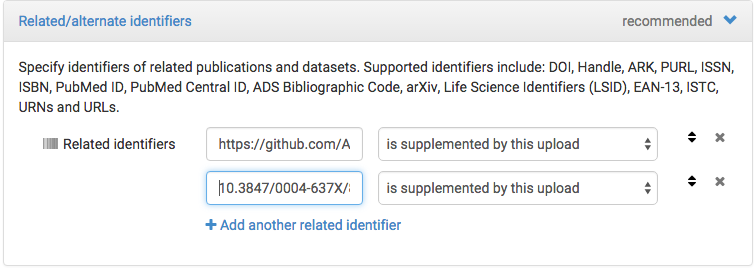 Related/alternate identifiers recommended
Specify identifiers of related publications and datasets. Supported identifiers include: DOI, Handle, ARK, PURL, ISSN,
ISBN, PubMed ID, PubMed Central ID, ADS Bibliographic Code, arXiv, Life Science Identifiers (LSID), EAN-13, ISTC,
URNs and URLs.
Related identifiers https://github.com/A is supplemented by this upload
10.3847/0004-637X/ is supplemented by this upload
Add another related identifier